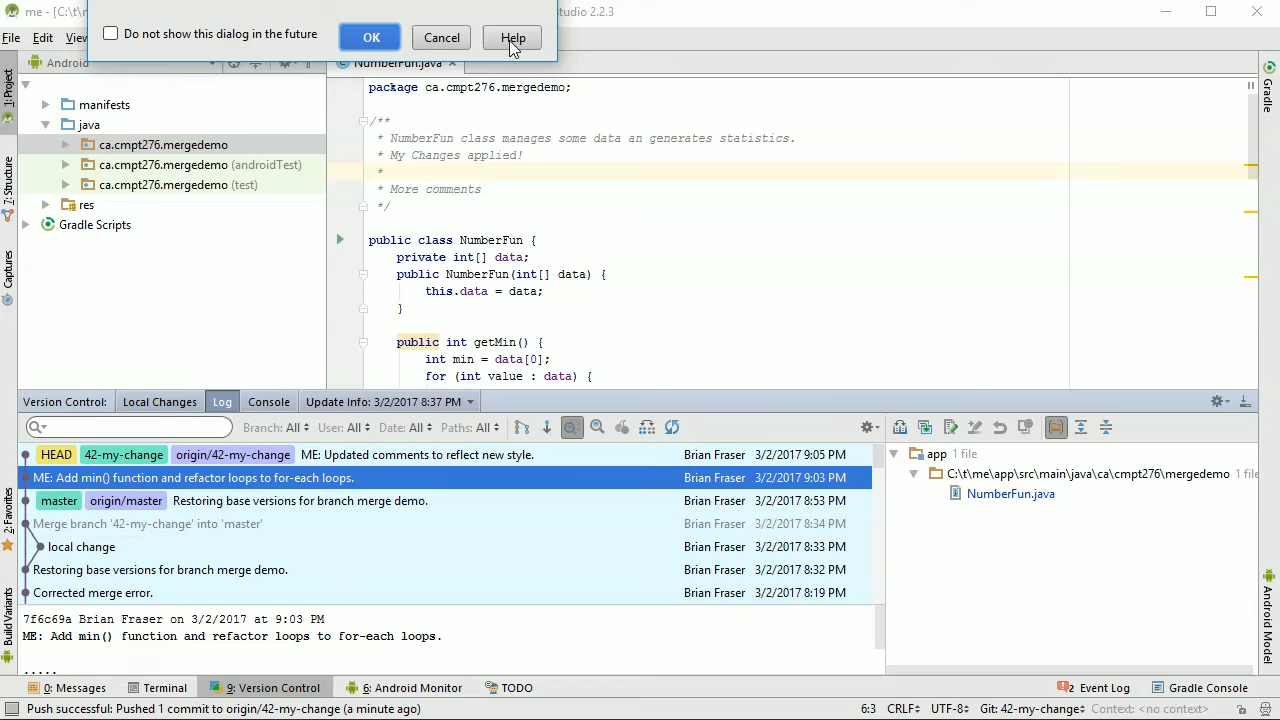 me - [C:\t\m
tudio 2.2.3
File Edit Vie
Do not show this dialog in the future
OK
Cancel
Help
Android
NumberFun.java
1: Project
7: Structure
Captures
2: Favorites
Build Variants
manifests
java
ca.cmpt276.mergedemo
ca.cmpt276.mergedemo (androidTest)
ca.cmpt276.mergedemo (test)
res
Gradle Scripts
package ca.cmpt276.mergedemo;
/**
* NumberFun class manages some data an generates statistics.
* My Changes applied!
*
* More comments
*/
public class NumberFun {
private int[] data;
public NumberFun(int[] data) {
this.data = data;
}
public int getMin() {
int min = data[0];
for (int value : data) {
Gradle
Android Model
Version Control: Local Changes Log Console Update Info: 3/2/2017 8:37 PM
Branch: All User: All Date: All Paths: All
HEAD 42-my-change origin/42-my-change ME: Updated comments to reflect new style. Brian Fraser 3/2/2017 9:05 PM
ME: Add min() function and refactor loops to for-each loops. Brian Fraser 3/2/2017 9:03 PM
master origin/master Restoring base versions for branch merge demo. Brian Fraser 3/2/2017 8:53 PM
Merge branch '42-my-change' into 'master' Brian Fraser 3/2/2017 8:34 PM
local change Brian Fraser 3/2/2017 8:33 PM
Restoring base versions for branch merge demo. Brian Fraser 3/2/2017 8:32 PM
Corrected merge error. Brian Fraser 3/2/2017 8:19 PM
app 1 file
C:\t\me\app\src\main\java\ca\cmpt276\mergedemo 1 file
NumberFun.java
7f6c69a Brian Fraser on 3/2/2017 at 9:03 PM
ME: Add min() function and refactor loops to for-each loops.
.....
0: Messages Terminal 9: Version Control 6: Android Monitor TODO 2 Event Log Gradle Console
Push successful: Pushed 1 commit to origin/42-my-change (a minute ago) 6:3 CRLF UTF-8 Git: 42-my-change Context: <no context>